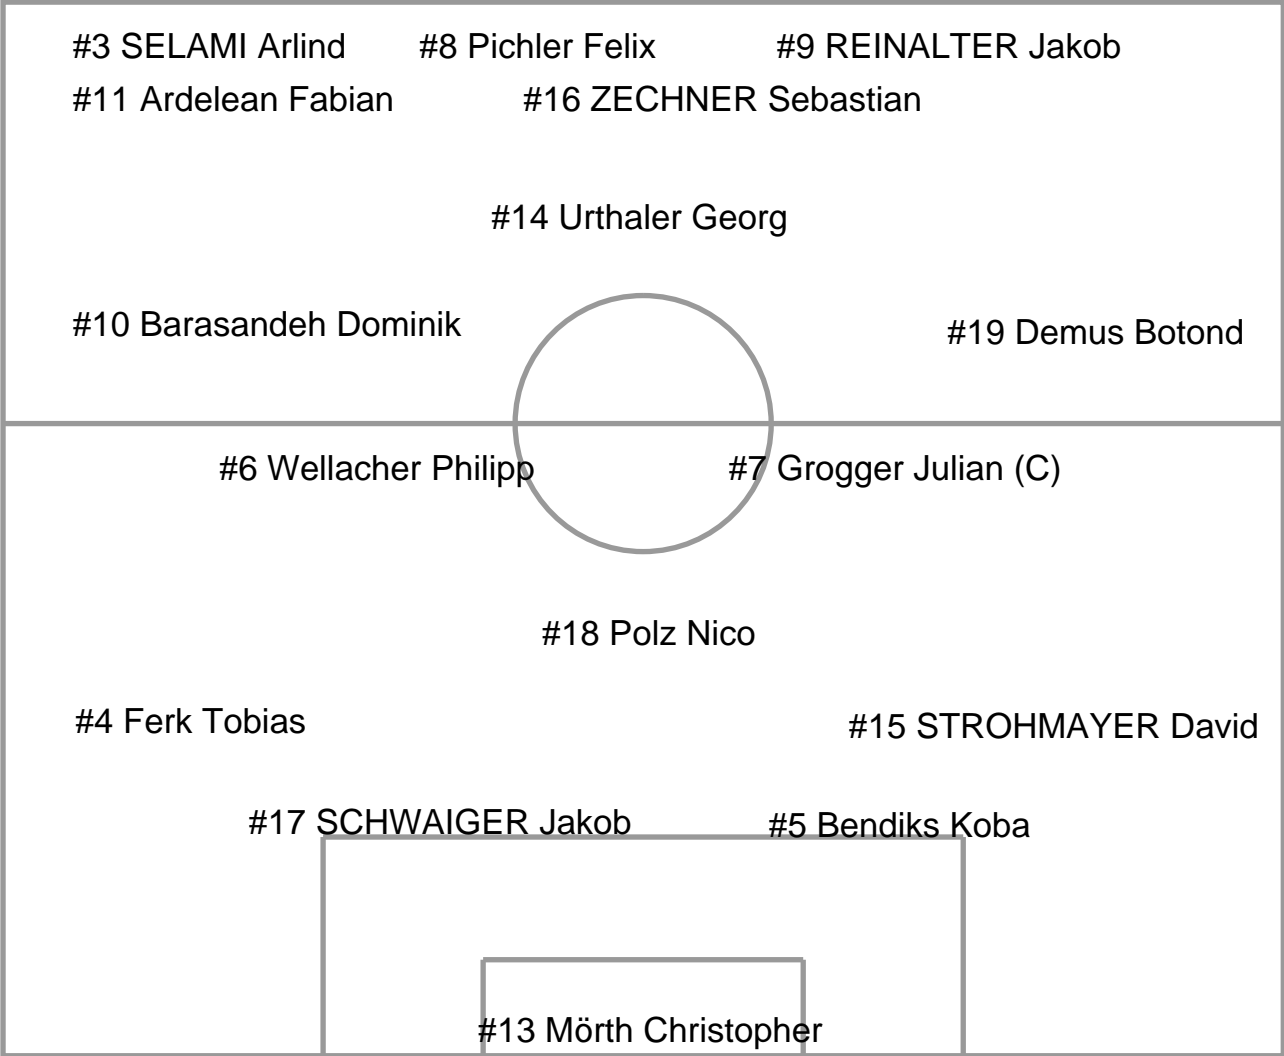 #3 SELAMI Arlind #8 Pichler Felix #9 REINALTER Jakob
#11 Ardelean Fabian #16 ZECHNER Sebastian
#14 Urthaler Georg
#10 Barasandeh Dominik #19 Demus Botond
#6 Wellacher Philipp #7 Grogger Julian (C)
#18 Polz Nico
#4 Ferk Tobias #15 STROHMAYER David
#17 SCHWAIGER Jakob #5 Bendiks Koba
#13 Mörth Christopher